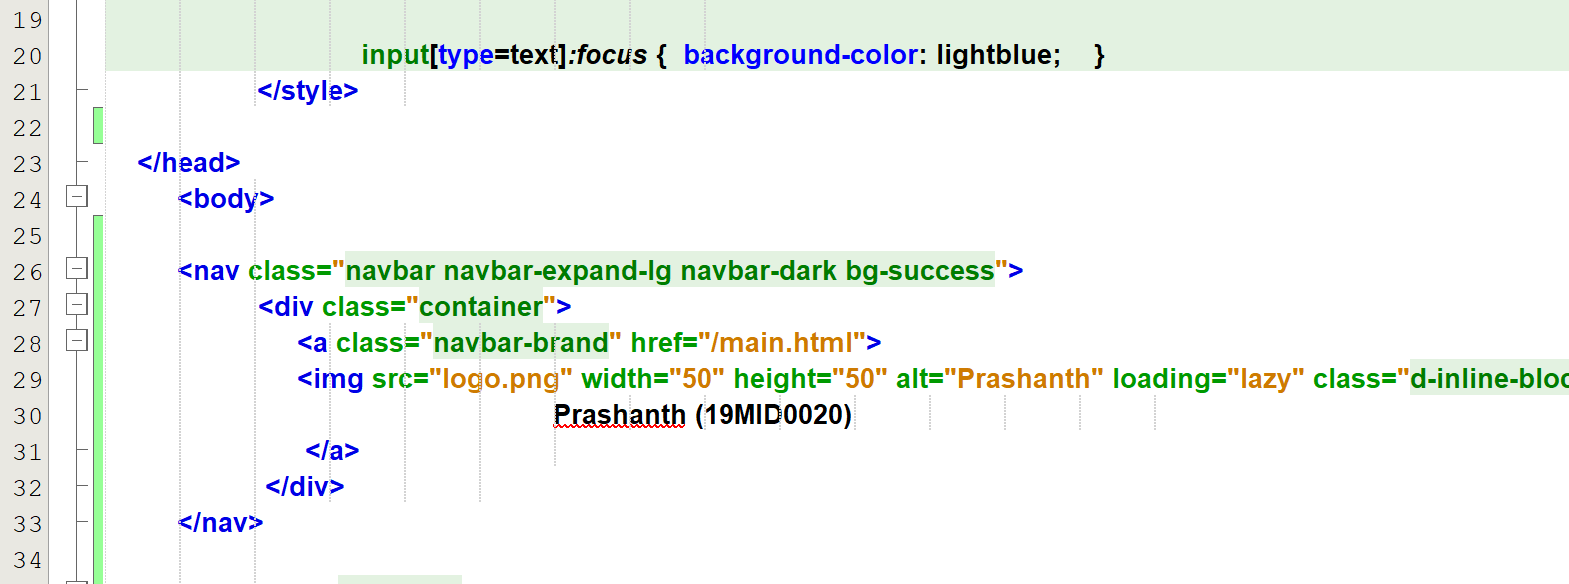 19
20 input[type=text]:focus { background-color: lightblue; }
21 </style>
22
23 </head>
24 <body>
25
26 <nav class="navbar navbar-expand-lg navbar-dark bg-success">
27 <div class="container">
28 <a class="navbar-brand" href="/main.html">
29 <img src="logo.png" width="50" height="50" alt="Prashanth" loading="lazy" class="d-inline-bloc
30 Prashanth (19MID0020)
31 </a>
32 </div>
33 </nav>
34